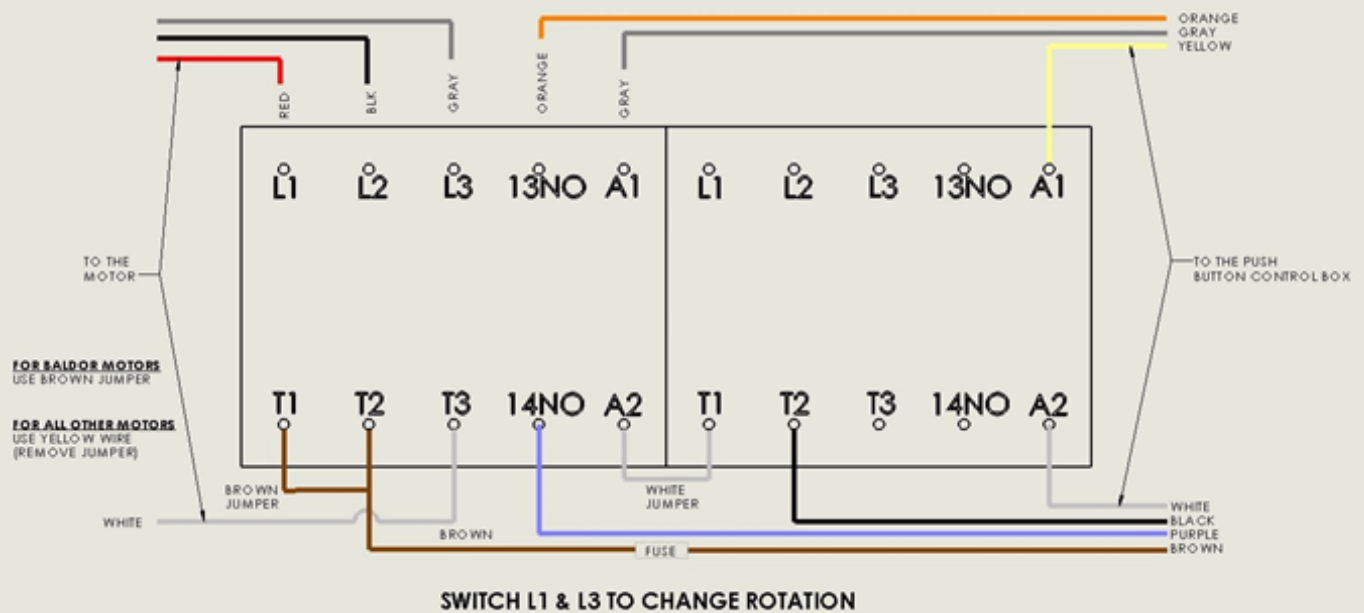 ORANGE
GRAY
YELLOW
RED
BLK
GRAY
ORANGE
GRAY
L1 L2 L3 13NO A1 L1 L2 L3 13NO A1
TO THE
MOTOR
TO THE PUSH
BUTTON CONTROL BOX
FOR BALDOR MOTORS
USE BROWN JUMPER
FOR ALL OTHER MOTORS
USE YELLOW WIRE
(REMOVE JUMPER)
T1 T2 T3 14NO A2 T1 T2 T3 14NO A2
BROWN
JUMPER
WHITE
JUMPER
WHITE
BROWN
FUSE
WHITE
BLACK
PURPLE
BROWN
SWITCH L1 & L3 TO CHANGE ROTATION